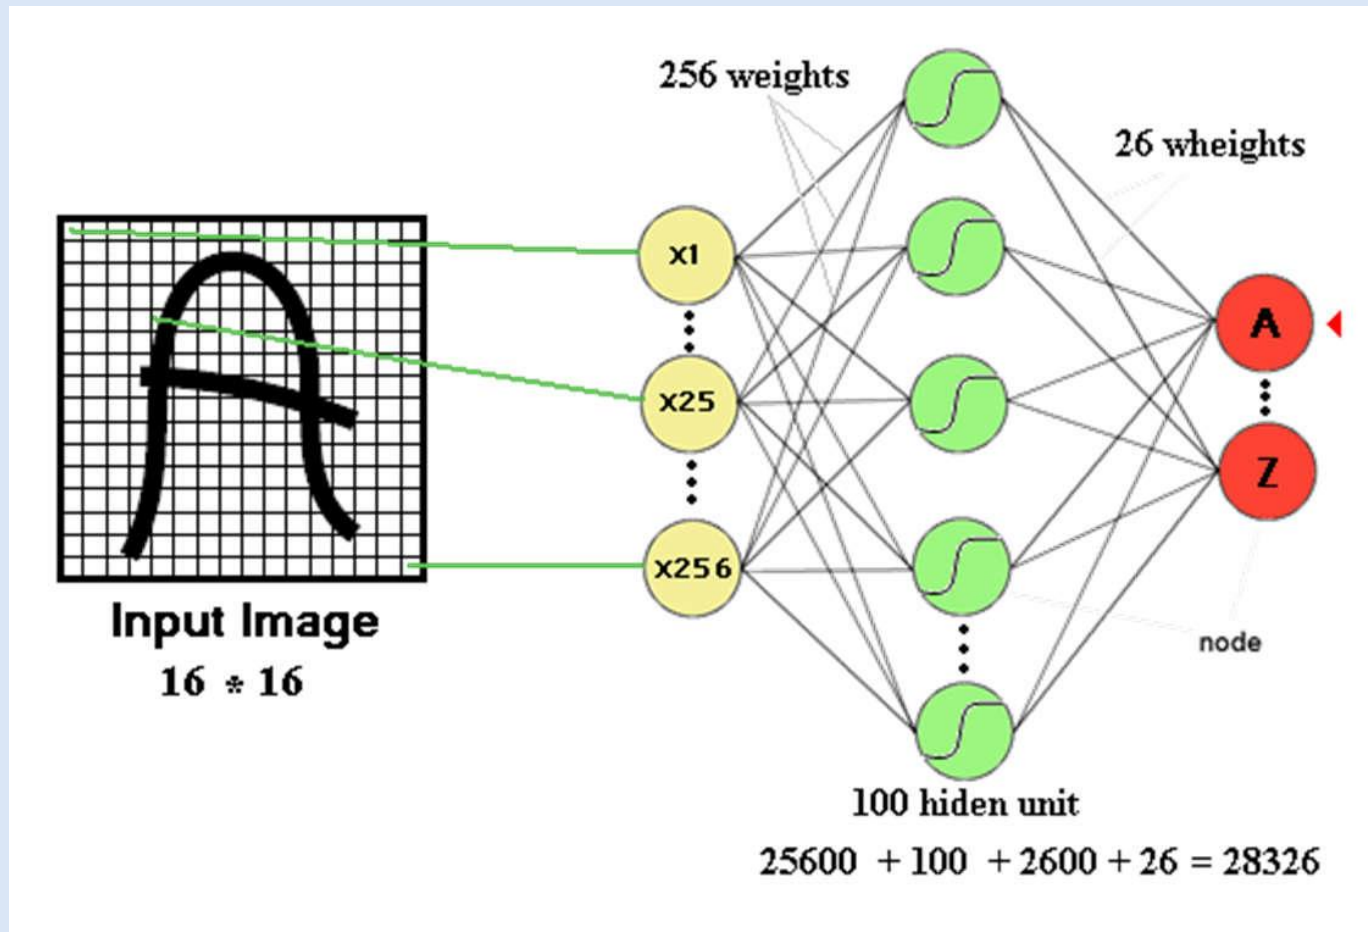 256 weights
26 wheights
x1
x25
x256
A
Z
node
Input Image
16 * 16
100 hiden unit
25600 + 100 + 2600 + 26 = 28326